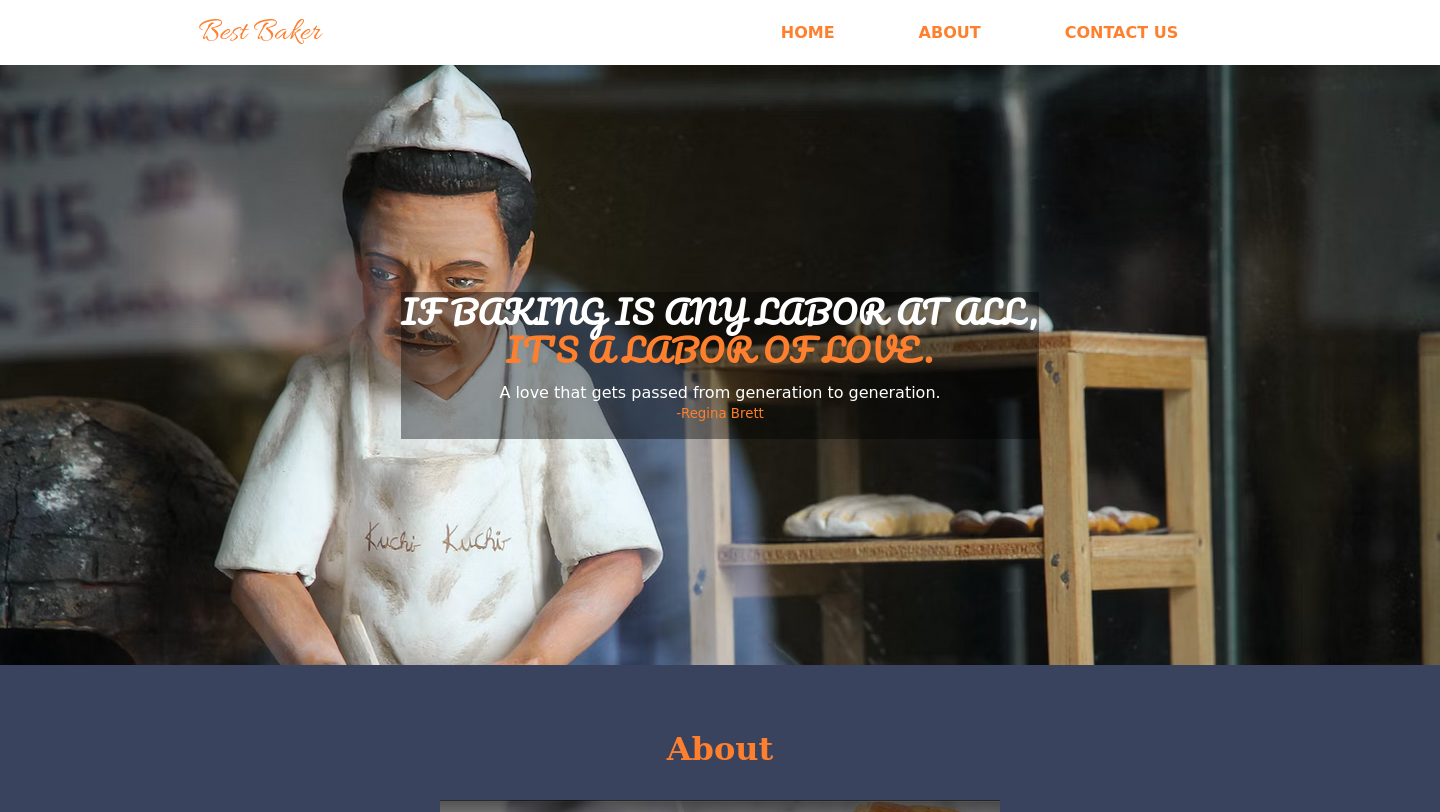 Best Baker
HOME ABOUT CONTACT US
45
IF BAKING IS ANY LABOR AT ALL,
IT'S A LABOR OF LOVE.
A love that gets passed from generation to generation.
-Regina Brett
Kuchi Kuchi
About